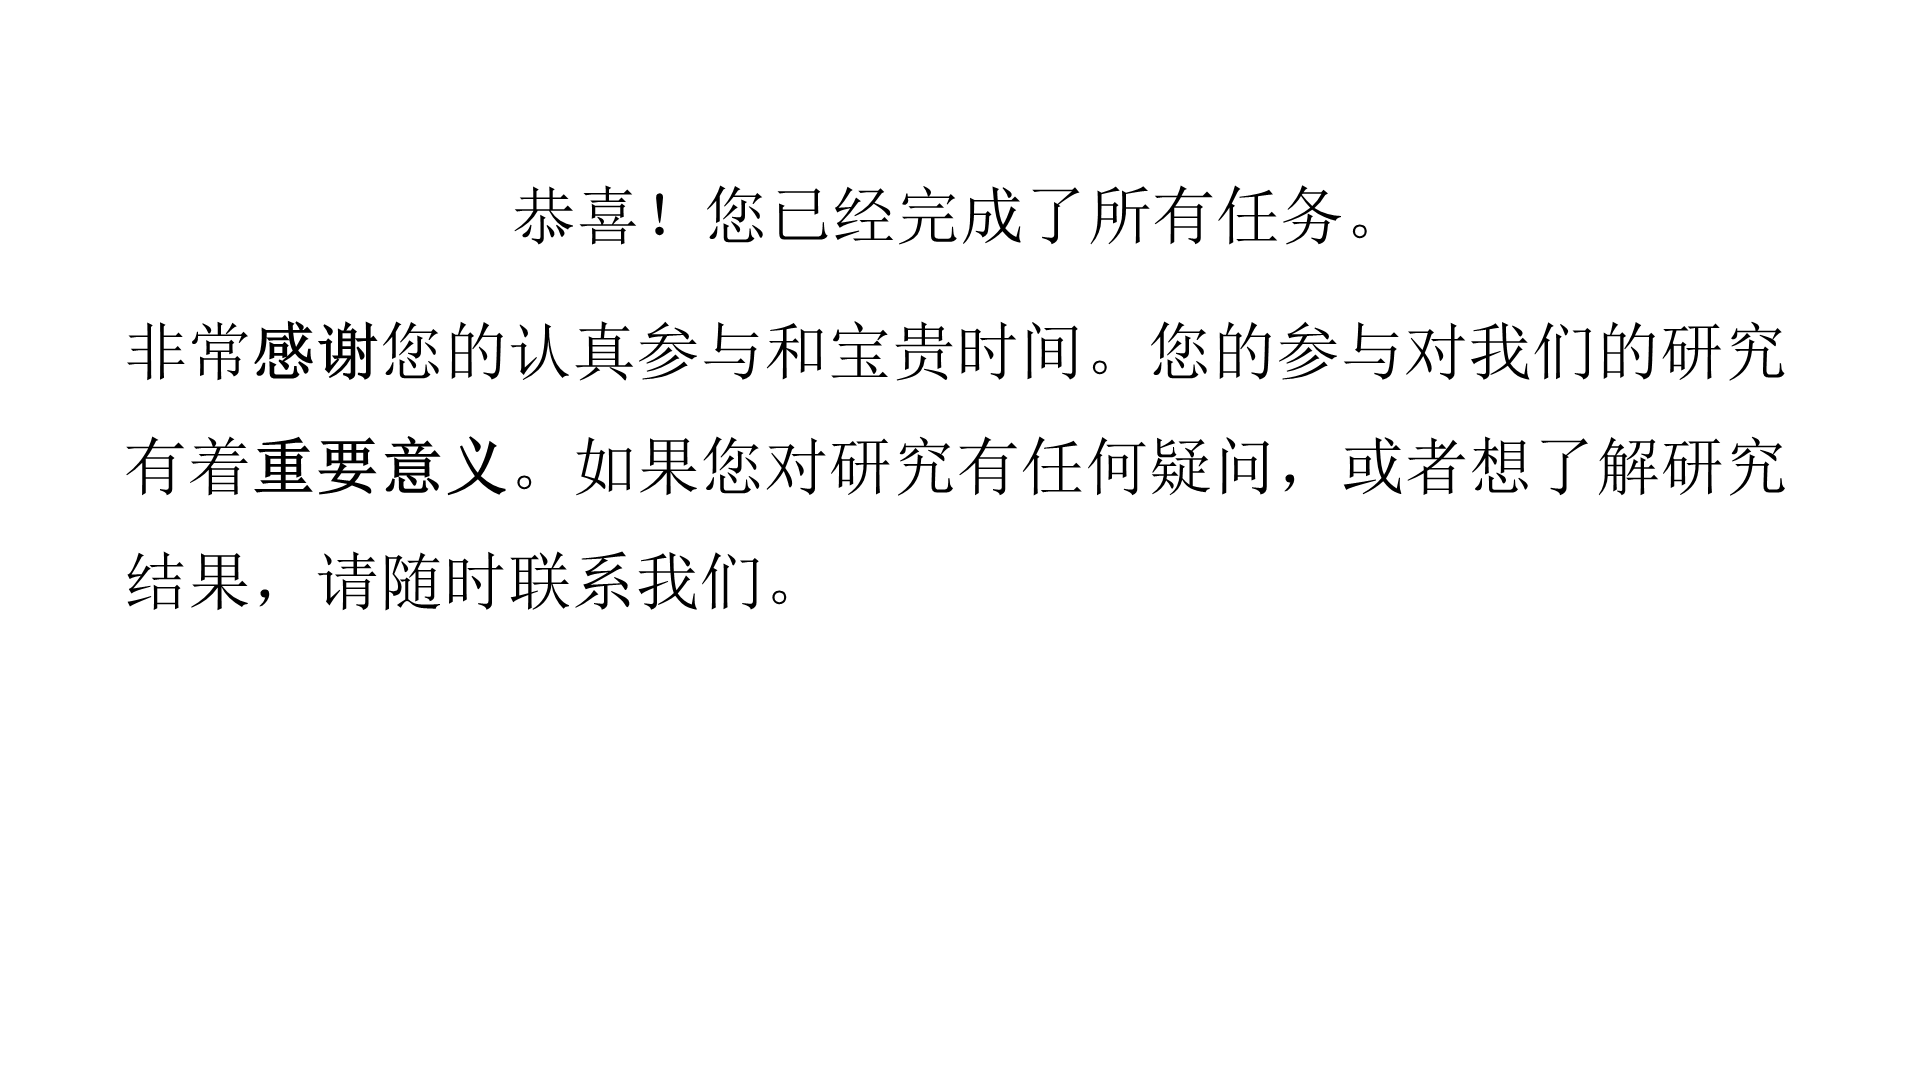 恭喜！您已经完成了所有任务。
非常感谢您的认真参与和宝贵时间。您的参与对我们的研究
有着重要意义。如果您对研究有任何疑问，或者想了解研究
结果，请随时联系我们。